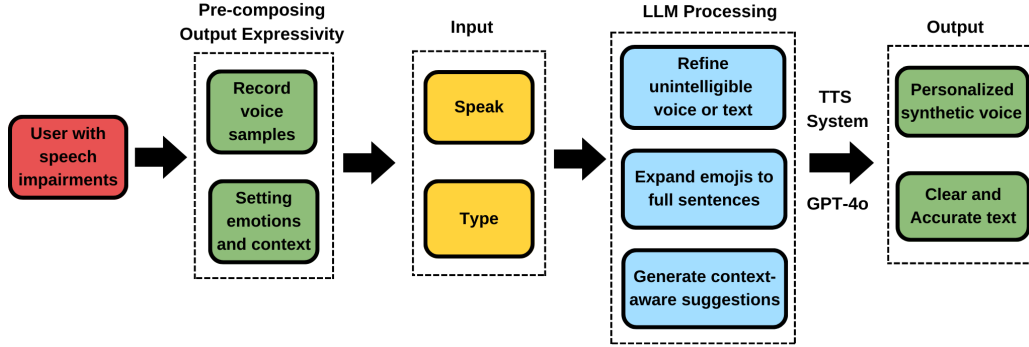 Pre-composing
Output Expressivity
Input
LLM Processing
Output
User with
speech
impairments
Record
voice
samples
Setting
emotions
and context
Speak
Type
Refine
unintelligible
voice or text
Expand emojis to
full sentences
Generate context-
aware suggestions
TTS
System
GPT-4o
Personalized
synthetic voice
Clear and
Accurate text